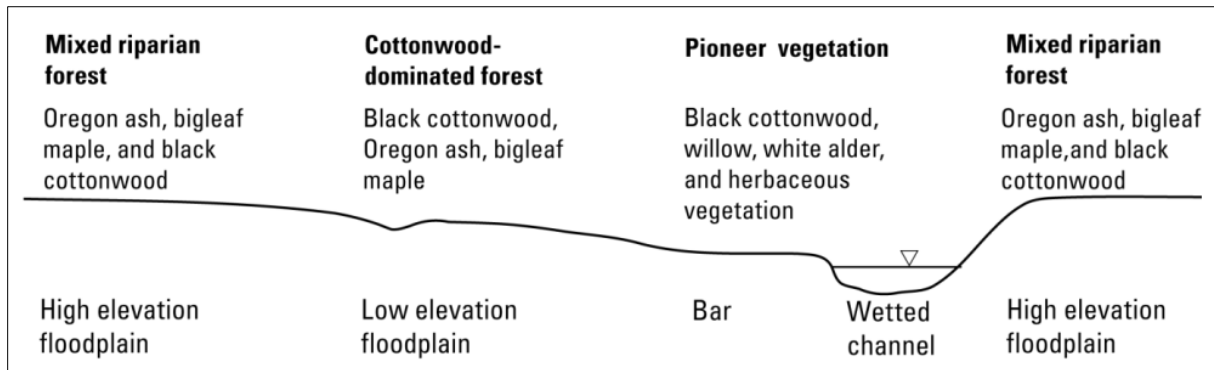 Mixed riparian
forest
Oregon ash, bigleaf
maple, and black
cottonwood
Cottonwood-
dominated forest
Black cottonwood,
Oregon ash, bigleaf
maple
Pioneer vegetation
Black cottonwood,
willow, white alder,
and herbaceous
vegetation
Mixed riparian
forest
Oregon ash, bigleaf
maple,and black
cottonwood
High elevation
floodplain
Low elevation
floodplain
Bar
Wetted
channel
High elevation
floodplain